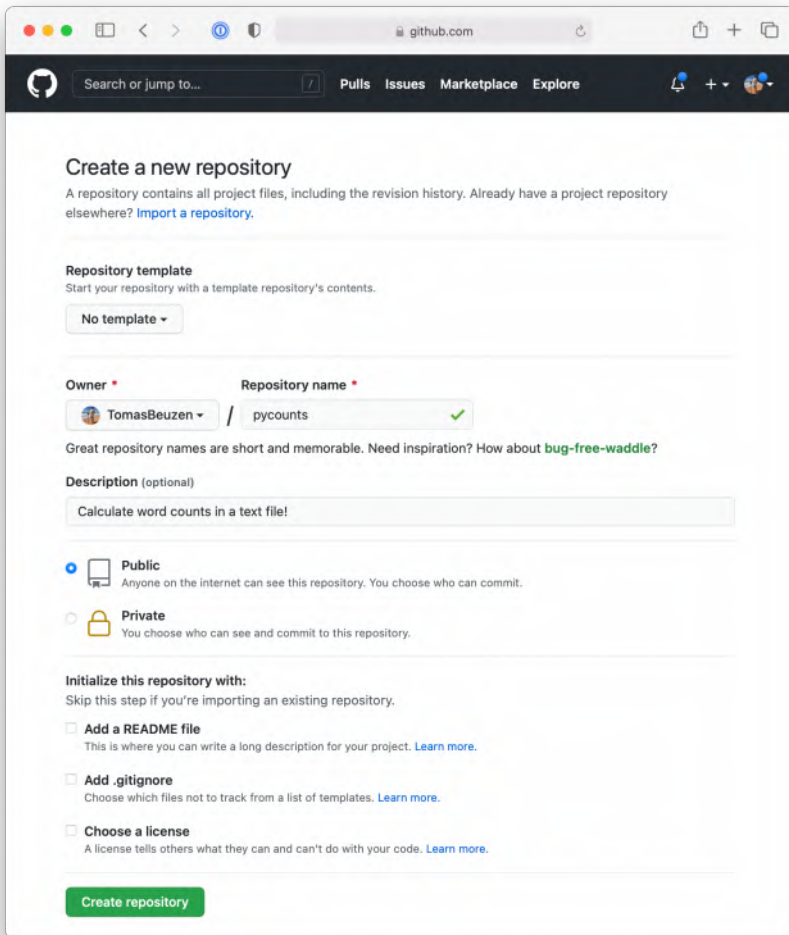 github.com
Search or jump to... /
Pulls Issues Marketplace Explore
Create a new repository
A repository contains all project files, including the revision history. Already have a project repository
elsewhere? Import a repository.
Repository template
Start your repository with a template repository's contents.
No template
Owner * Repository name *
TomasBeuzen / pycounts
Great repository names are short and memorable. Need inspiration? How about bug-free-waddle?
Description (optional)
Calculate word counts in a text file!
Public
Anyone on the internet can see this repository. You choose who can commit.
Private
You choose who can see and commit to this repository.
Initialize this repository with:
Skip this step if you're importing an existing repository.
Add a README file
This is where you can write a long description for your project. Learn more.
Add .gitignore
Choose which files not to track from a list of templates. Learn more.
Choose a license
A license tells others what they can and can't do with your code. Learn more.
Create repository